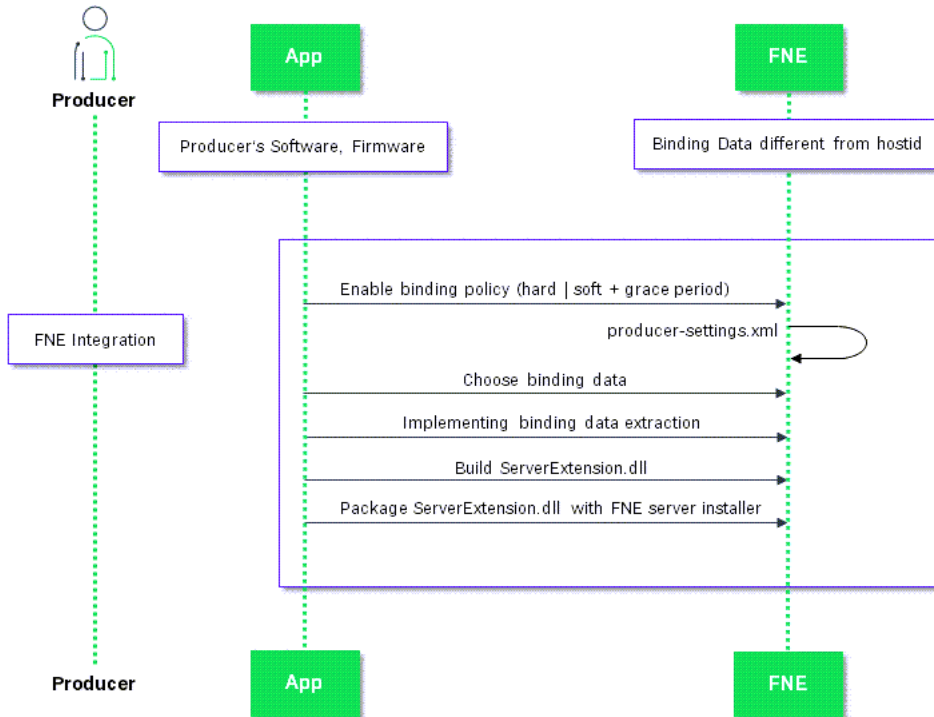 App
FNE
Producer
Producer's Software, Firmware
Binding Data different from hostid
Enable binding policy (hard | soft + grace period)
FNE Integration
producer-settings.xml
Choose binding data
Implementing binding data extraction
Build ServerExtension.dll
Package ServerExtension.dll with FNE server installer
Producer
App
FNE